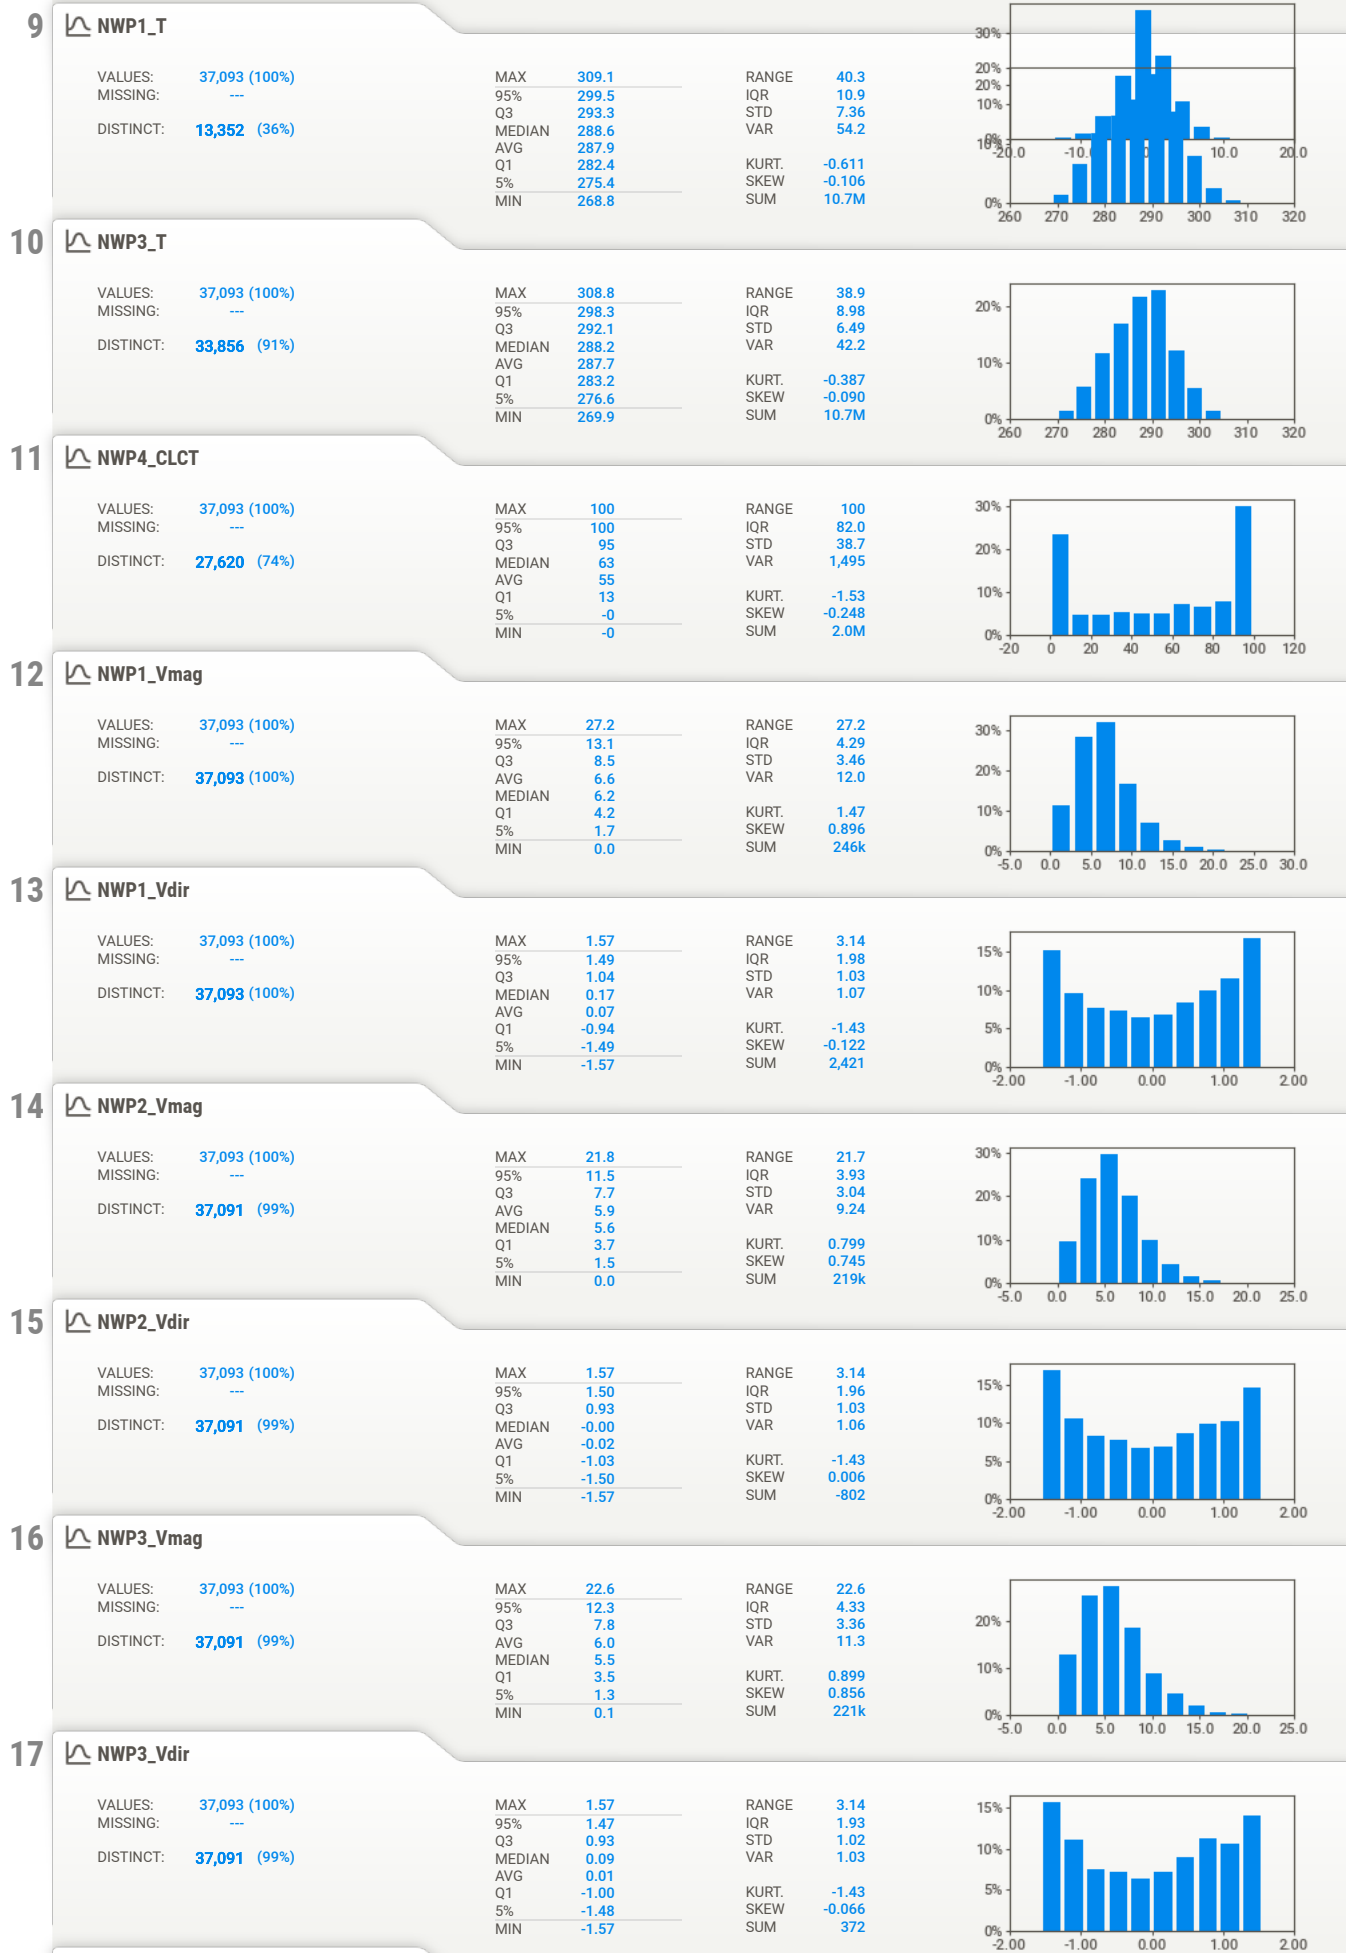 9 NWP1_T
VALUES: 37,093 (100%)
MISSING: ---
DISTINCT: 13,352 (36%)
MAX 309.1
95% 299.5
Q3 293.3
MEDIAN 288.6
AVG 287.9
Q1 282.4
5% 275.4
MIN 268.8
RANGE 40.3
IQR 10.9
STD 7.36
VAR 54.2
KURT. -0.611
SKEW -0.106
SUM 10.7M
30%
20%
20%
10%
0%
10%
-20.0 -10.0 10.0 20.0
0%
260 270 280 290 300 310 320
10 NWP3_T
VALUES: 37,093 (100%)
MISSING: ---
DISTINCT: 33,856 (91%)
MAX 308.8
95% 298.3
Q3 292.1
MEDIAN 288.2
AVG 287.7
Q1 283.2
5% 276.6
MIN 269.9
RANGE 38.9
IQR 8.98
STD 6.49
VAR 42.2
KURT. -0.387
SKEW -0.090
SUM 10.7M
20%
10%
0%
260 270 280 290 300 310 320
11 NWP4_CLCT
VALUES: 37,093 (100%)
MISSING: ---
DISTINCT: 27,620 (74%)
MAX 100
95% 100
Q3 95
MEDIAN 63
AVG 55
Q1 13
5% -0
MIN -0
RANGE 100
IQR 82.0
STD 38.7
VAR 1,495
KURT. -1.53
SKEW -0.248
SUM 2.0M
30%
20%
10%
0%
-20 0 20 40 60 80 100 120
12 NWP1_Vmag
VALUES: 37,093 (100%)
MISSING: ---
DISTINCT: 37,093 (100%)
MAX 27.2
95% 13.1
Q3 8.5
AVG 6.6
MEDIAN 6.2
Q1 4.2
5% 1.7
MIN 0.0
RANGE 27.2
IQR 4.29
STD 3.46
VAR 12.0
KURT. 1.47
SKEW 0.896
SUM 246k
30%
20%
10%
0%
-5.0 0.0 5.0 10.0 15.0 20.0 25.0 30.0
13 NWP1_Vdir
VALUES: 37,093 (100%)
MISSING: ---
DISTINCT: 37,093 (100%)
MAX 1.57
95% 1.49
Q3 1.04
MEDIAN 0.17
AVG 0.07
Q1 -0.94
5% -1.49
MIN -1.57
RANGE 3.14
IQR 1.98
STD 1.03
VAR 1.07
KURT. -1.43
SKEW -0.122
SUM 2,421
15%
10%
5%
0%
-2.00 -1.00 0.00 1.00 2.00
14 NWP2_Vmag
VALUES: 37,093 (100%)
MISSING: ---
DISTINCT: 37,091 (99%)
MAX 21.8
95% 11.5
Q3 7.7
AVG 5.9
MEDIAN 5.6
Q1 3.7
5% 1.5
MIN 0.0
RANGE 21.7
IQR 3.93
STD 3.04
VAR 9.24
KURT. 0.799
SKEW 0.745
SUM 219k
30%
20%
10%
0%
-5.0 0.0 5.0 10.0 15.0 20.0 25.0
15 NWP2_Vdir
VALUES: 37,093 (100%)
MISSING: ---
DISTINCT: 37,091 (99%)
MAX 1.57
95% 1.50
Q3 0.93
MEDIAN -0.00
AVG -0.02
Q1 -1.03
5% -1.50
MIN -1.57
RANGE 3.14
IQR 1.96
STD 1.03
VAR 1.06
KURT. -1.43
SKEW 0.006
SUM -802
15%
10%
5%
0%
-2.00 -1.00 0.00 1.00 2.00
16 NWP3_Vmag
VALUES: 37,093 (100%)
MISSING: ---
DISTINCT: 37,091 (99%)
MAX 22.6
95% 12.3
Q3 7.8
AVG 6.0
MEDIAN 5.5
Q1 3.5
5% 1.3
MIN 0.1
RANGE 22.6
IQR 4.33
STD 3.36
VAR 11.3
KURT. 0.899
SKEW 0.856
SUM 221k
20%
10%
0%
-5.0 0.0 5.0 10.0 15.0 20.0 25.0
17 NWP3_Vdir
VALUES: 37,093 (100%)
MISSING: ---
DISTINCT: 37,091 (99%)
MAX 1.57
95% 1.47
Q3 0.93
MEDIAN 0.09
AVG 0.01
Q1 -1.00
5% -1.48
MIN -1.57
RANGE 3.14
IQR 1.93
STD 1.02
VAR 1.03
KURT. -1.43
SKEW -0.066
SUM 372
15%
10%
5%
0%
-2.00 -1.00 0.00 1.00 2.00